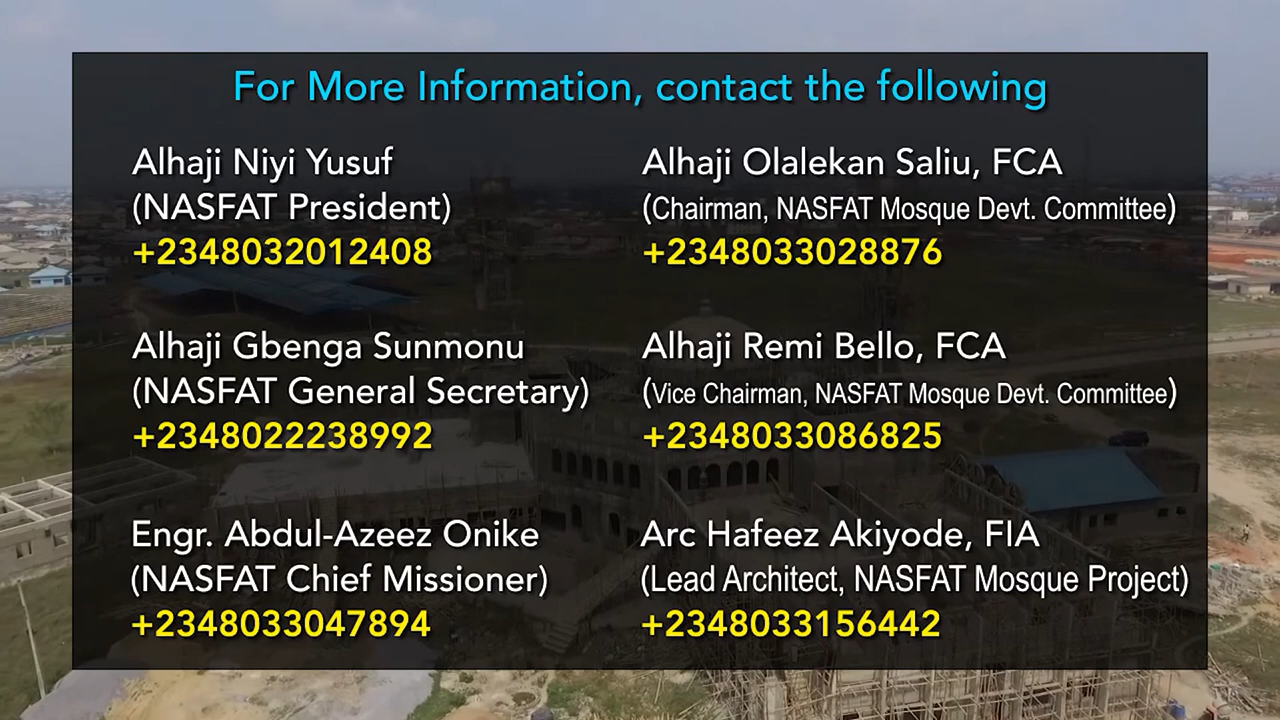 For More Information, contact the following
Alhaji Niyi Yusuf
(NASFAT President)
+2348032012408
Alhaji Olalekan Saliu, FCA
(Chairman, NASFAT Mosque Devt. Committee)
+2348033028876
Alhaji Gbenga Sunmonu
(NASFAT General Secretary)
+2348022238992
Alhaji Remi Bello, FCA
(Vice Chairman, NASFAT Mosque Devt. Committee)
+2348033086825
Engr. Abdul-Azeez Onike
(NASFAT Chief Missioner)
+2348033047894
Arc Hafeez Akiyode, FIA
(Lead Architect, NASFAT Mosque Project)
+2348033156442